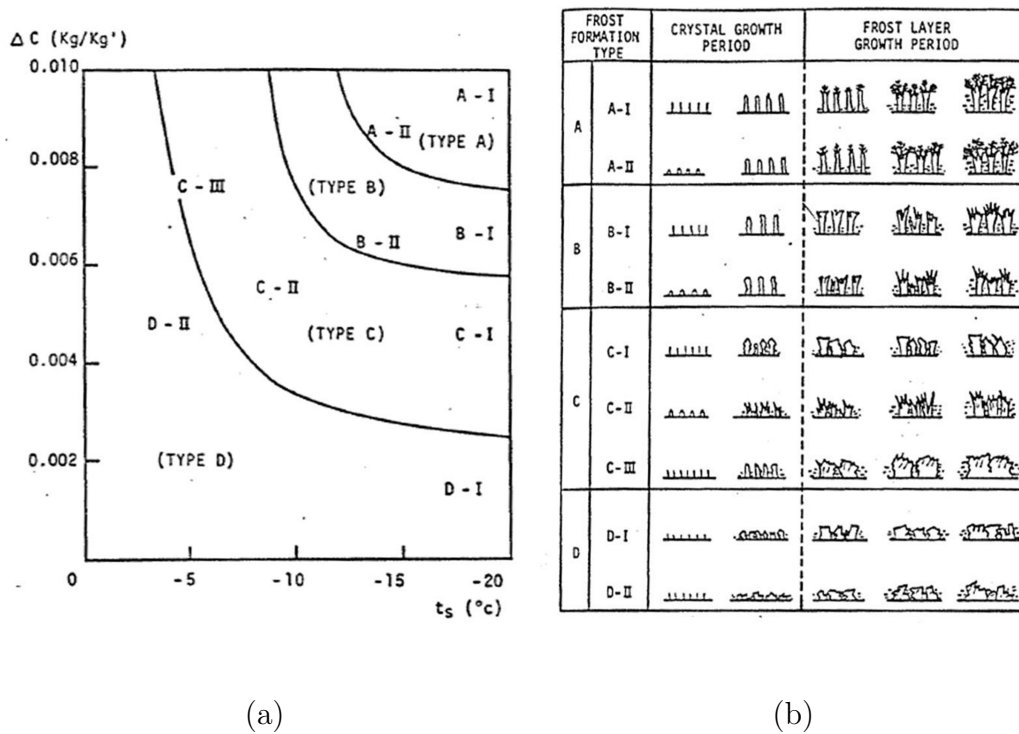 Δ C (Kg/Kg')
0.010
0.008
0.006
0.004
0.002
0
-5
-10
-15
-20
t_s (°c)
A - I
A - II
(TYPE A)
C - III
(TYPE B)
B - II
B - I
C - II
D - II
(TYPE C)
C - I
(TYPE D)
D - I
(a)
FROST
FORMATION
TYPE
CRYSTAL GROWTH
PERIOD
FROST LAYER
GROWTH PERIOD
A
A-I
A-II
B
B-I
B-II
C
C-I
C-II
C-III
D
D-I
D-II
(b)